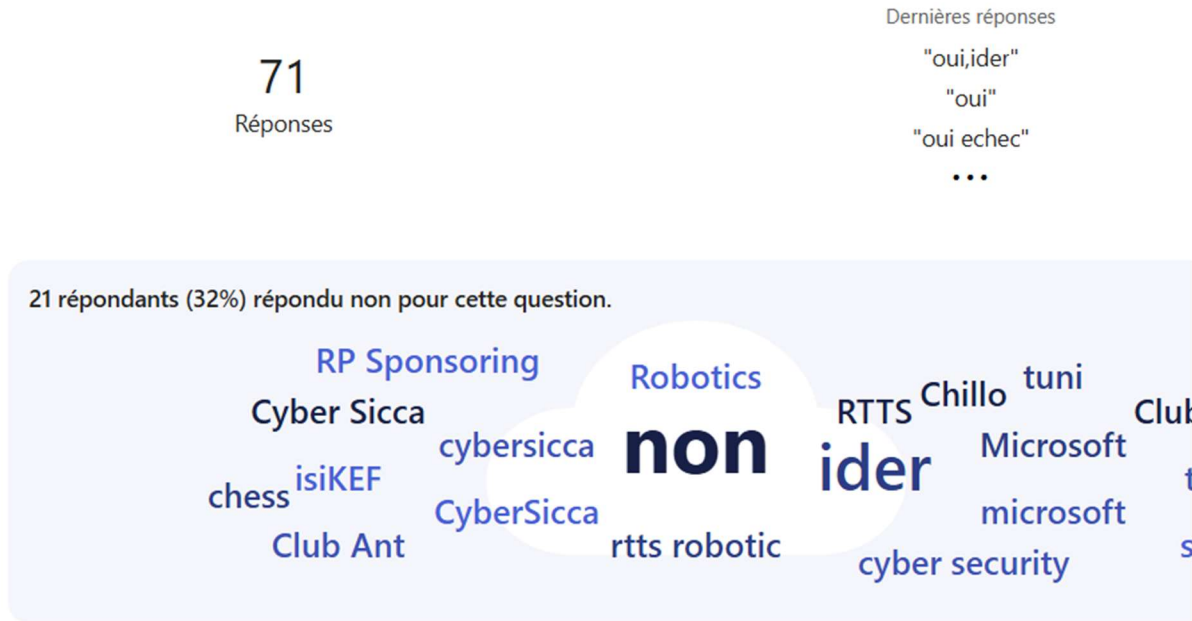 Dernières réponses
71
Réponses
"oui,ider"
"oui"
"oui echec"
...
21 répondants (32%) répondu non pour cette question.
RP Sponsoring
Robotics
tuni
Chillo
Cyber Sicca
RTTS
Club
cybersicca
non
Microsoft
ider
isiKEF
chess
CyberSicca
microsoft
Club Ant
rtts robotic
cyber security